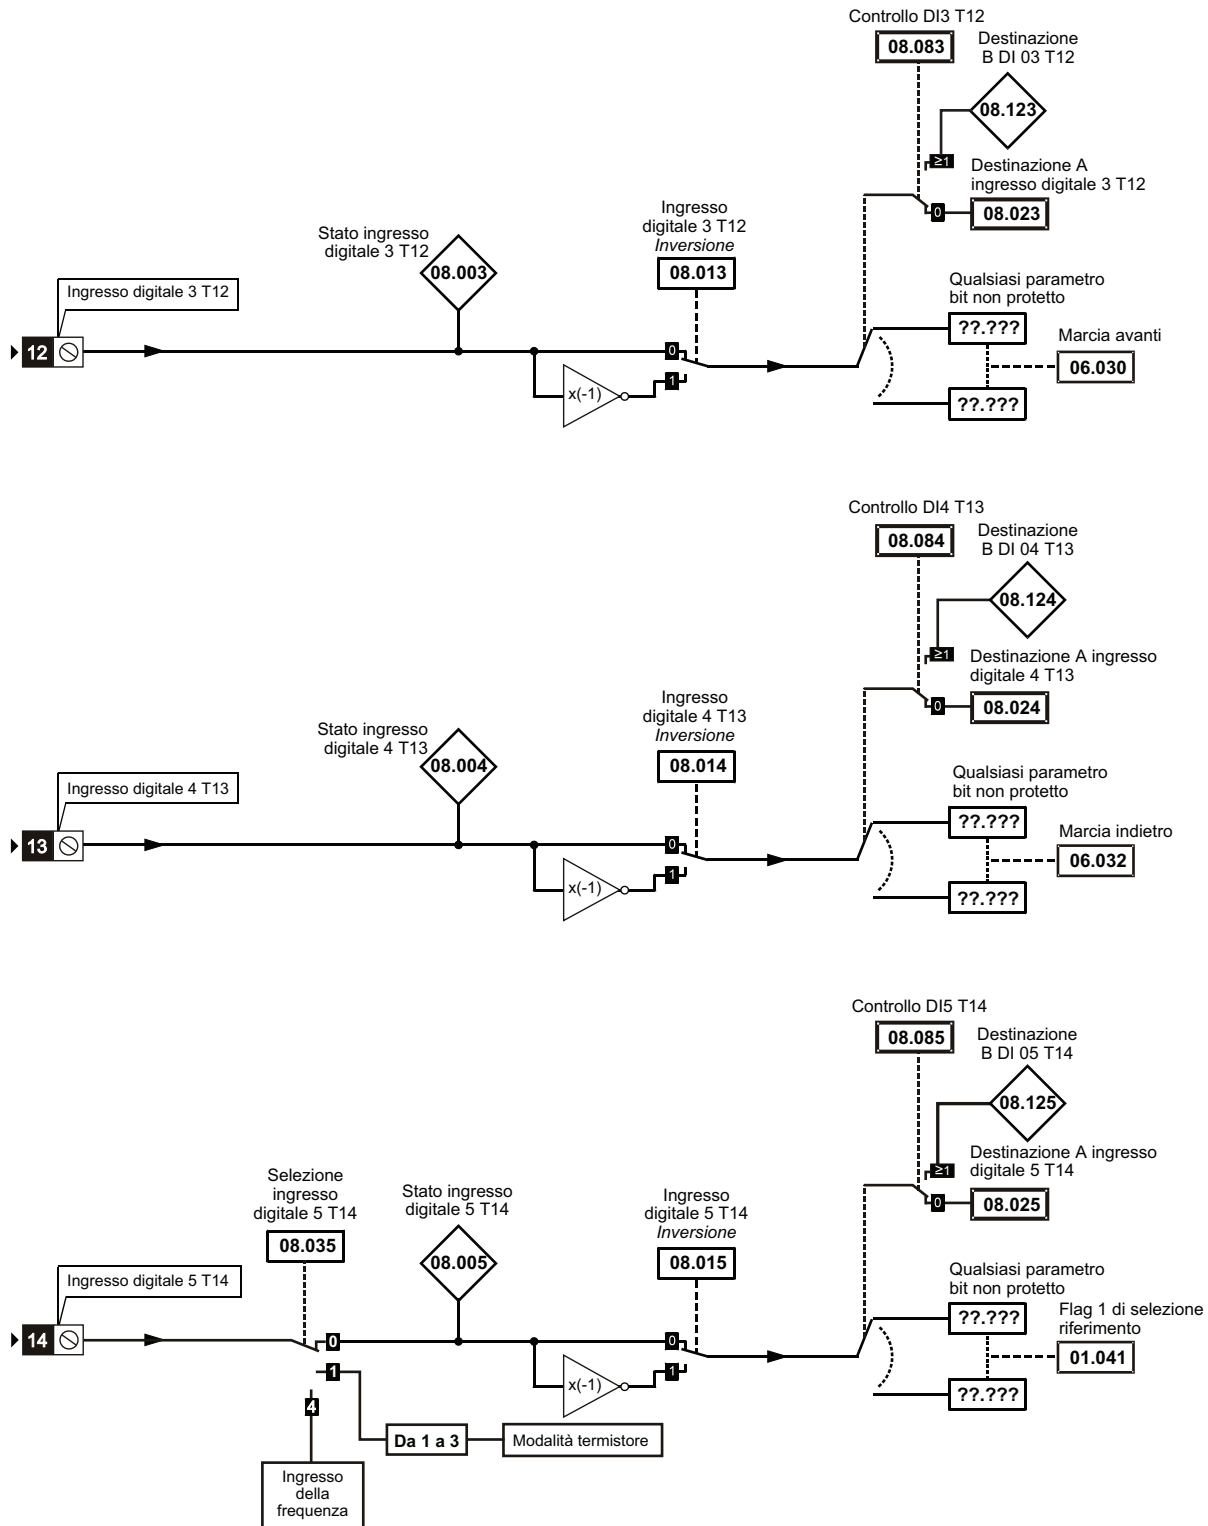 Controllo DI3 T12
08.083
Destinazione
B DI 03 T12
08.123
≥1
Destinazione A
ingresso digitale 3 T12
0
08.023
Ingresso
digitale 3 T12
Inversione
08.013
Stato ingresso
digitale 3 T12
08.003
Ingresso digitale 3 T12
12
0
1
x(-1)
Qualsiasi parametro
bit non protetto
??.???
Marcia avanti
06.030
??.???
Controllo DI4 T13
08.084
Destinazione
B DI 04 T13
08.124
≥1
Destinazione A ingresso
digitale 4 T13
0
08.024
Ingresso
digitale 4 T13
Inversione
08.014
Stato ingresso
digitale 4 T13
08.004
Ingresso digitale 4 T13
13
0
1
x(-1)
Qualsiasi parametro
bit non protetto
??.???
Marcia indietro
06.032
??.???
Controllo DI5 T14
08.085
Destinazione
B DI 05 T14
08.125
≥1
Destinazione A ingresso
digitale 5 T14
0
08.025
Selezione
ingresso
digitale 5 T14
08.035
Stato ingresso
digitale 5 T14
08.005
Ingresso
digitale 5 T14
Inversione
08.015
Ingresso digitale 5 T14
14
0
1
4
0
1
x(-1)
Qualsiasi parametro
bit non protetto
??.???
Flag 1 di selezione
riferimento
01.041
??.???
Da 1 a 3
Modalità termistore
Ingresso
della
frequenza